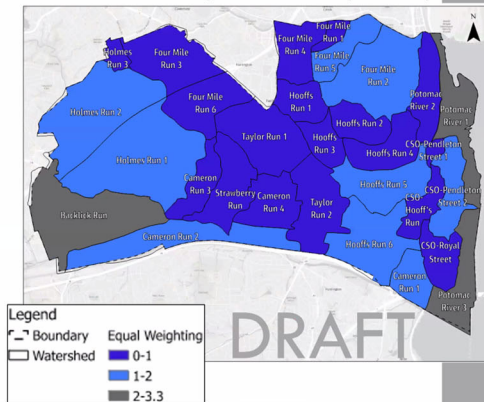 N
Four Mile
Run 1
Holmes
Run 3
Four Mile
Run 3
Four Mile
Run 4
Four Mile
Run 5
Four Mile
Run 2
Potomac
River 2
Potomac
River 1
Holmes Run 2
Four Mile
Run 6
Hooffs
Run 1
Hooffs Run 2
Taylor Run 1
Hooffs
Run 3
Hooffs Run 4
CSO-Pendleton
Street 1
Holmes Run 1
Cameron
Run 3
Strawberry
Run
Cameron
Run 4
Taylor
Run 2
Hooffs Run 5
CSO-Pendleton
Street 2
CSO-
Hooff's
Run
Backlick Run
Cameron Run 2
Hooffs Run 6
CSO-Royal
Street
Cameron
Run 1
Potomac
River 3
DRAFT
Legend
Boundary
Watershed
Equal Weighting
0-1
1-2
2-3.3